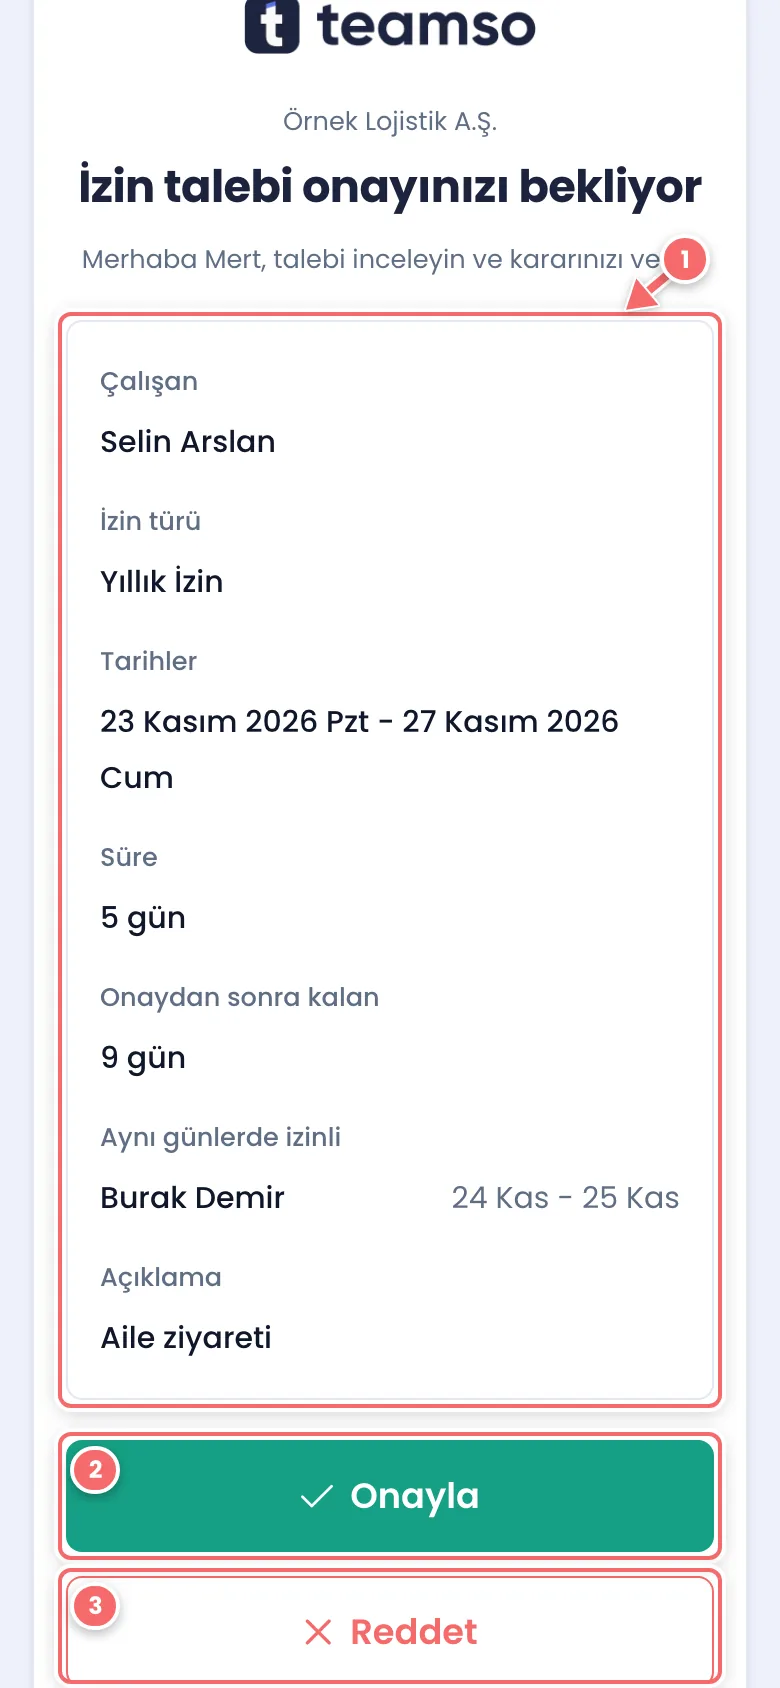 teamso
Örnek Lojistik A.Ş.
İzin talebi onayınızı bekliyor
Merhaba Mert, talebi inceleyin ve kararınızı ve
1
Çalışan
Selin Arslan
İzin türü
Yıllık İzin
Tarihler
23 Kasım 2026 Pzt - 27 Kasım 2026
Cum
Süre
5 gün
Onaydan sonra kalan
9 gün
Aynı günlerde izinli
Burak Demir 24 Kas - 25 Kas
Açıklama
Aile ziyareti
2
Onayla
3
Reddet